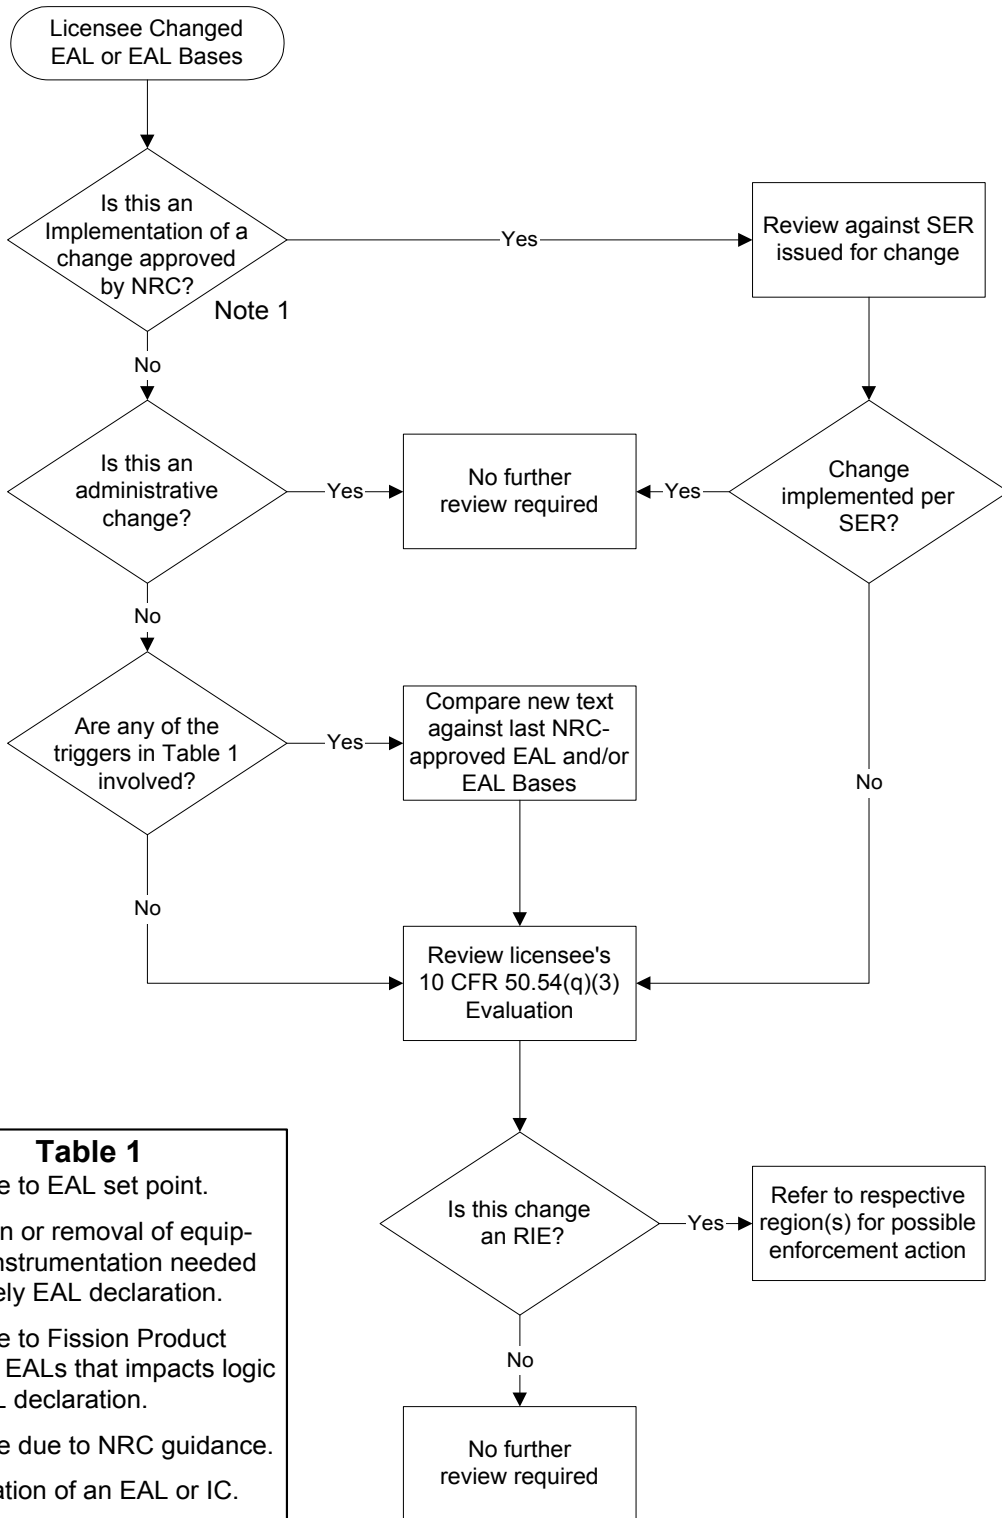 Licensee Changed
EAL or EAL Bases
Is this an
Implementation of a
change approved
by NRC?
Note 1
Yes
Review against SER
issued for change
No
Is this an
administrative
change?
Yes
No further
review required
Yes
Change
implemented per
SER?
No
No
Are any of the
triggers in Table 1
involved?
Yes
Compare new text
against last NRC-
approved EAL and/or
EAL Bases
No
Review licensee's
10 CFR 50.54(q)(3)
Evaluation
Is this change
an RIE?
Yes
Refer to respective
region(s) for possible
enforcement action
No
No further
review required
Table 1
to EAL set point.
or removal of equip-
nstrumentation needed
EAL declaration.
to Fission Product
EALs that impacts logic
declaration.
due to NRC guidance.
of an EAL or IC.